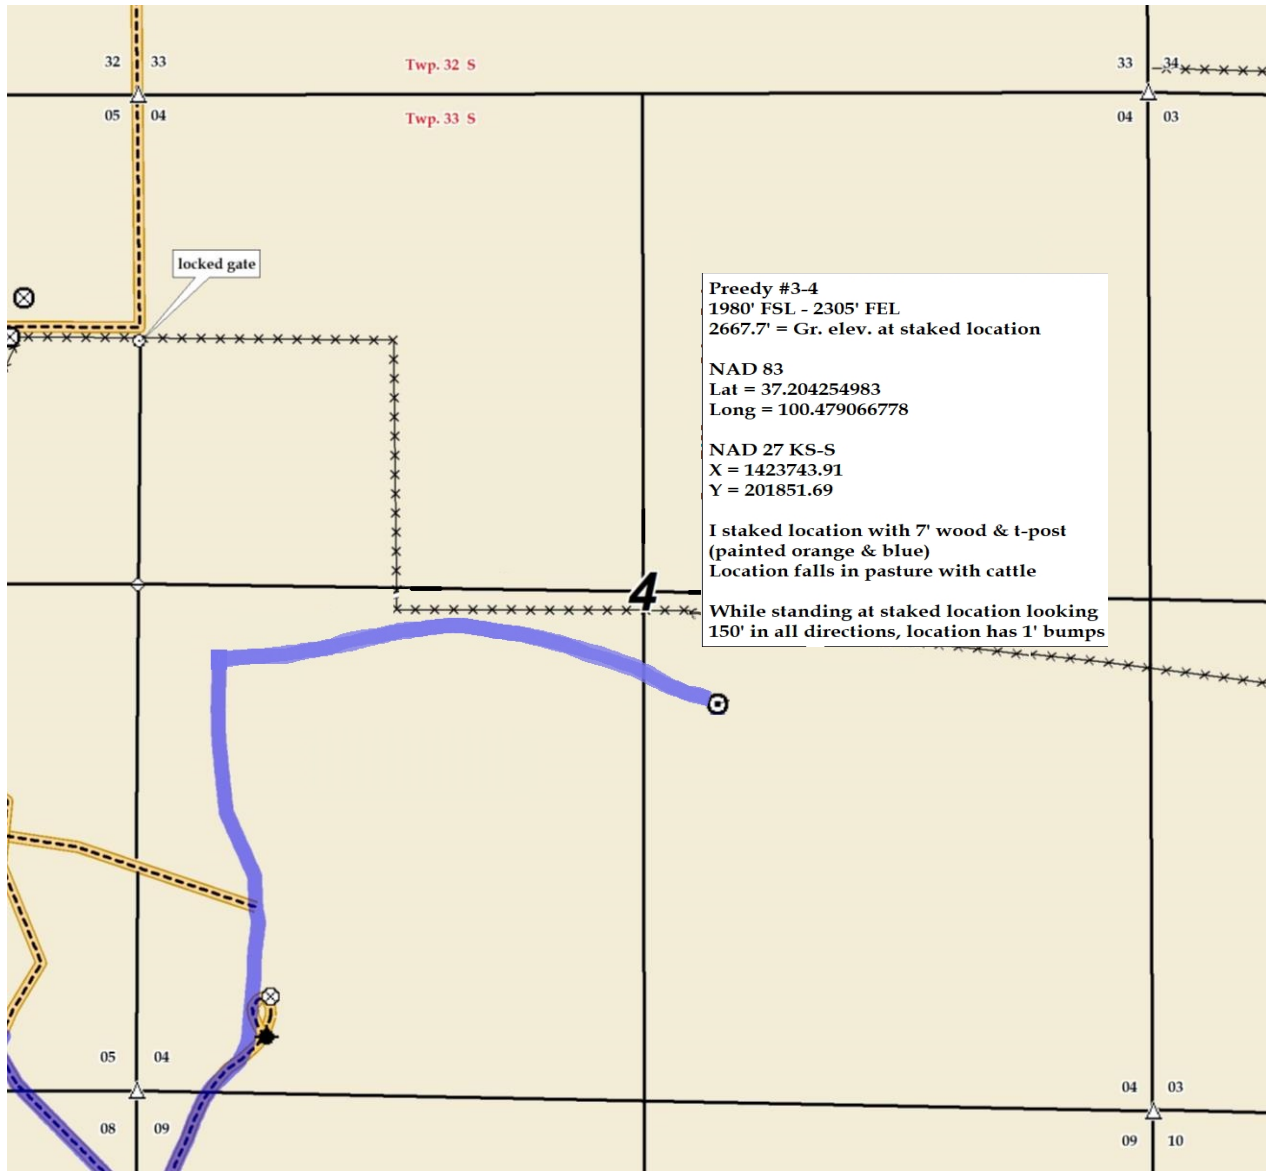 32 33
Twp. 32 S
33 34
05 04
Twp. 33 S
04 03
locked gate
Preedy #3-4
1980' FSL - 2305' FEL
2667.7' = Gr. elev. at staked location
NAD 83
Lat = 37.204254983
Long = 100.479066778
NAD 27 KS-S
X = 1423743.91
Y = 201851.69
I staked location with 7' wood & t-post
(painted orange & blue)
Location falls in pasture with cattle
While standing at staked location looking
150' in all directions, location has 1' bumps
4
05 04
04 03
08 09
09 10